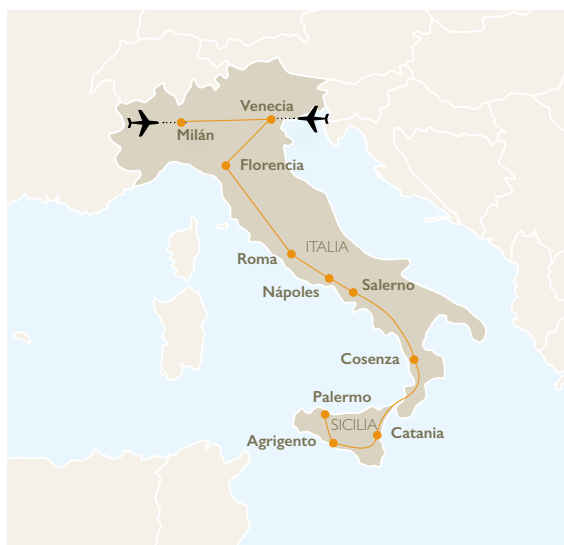 Venecia
Milán
Florencia
ITALIA
Roma
Nápoles
Salerno
Cosenza
Palermo
SICILIA
Agrigento
Catania